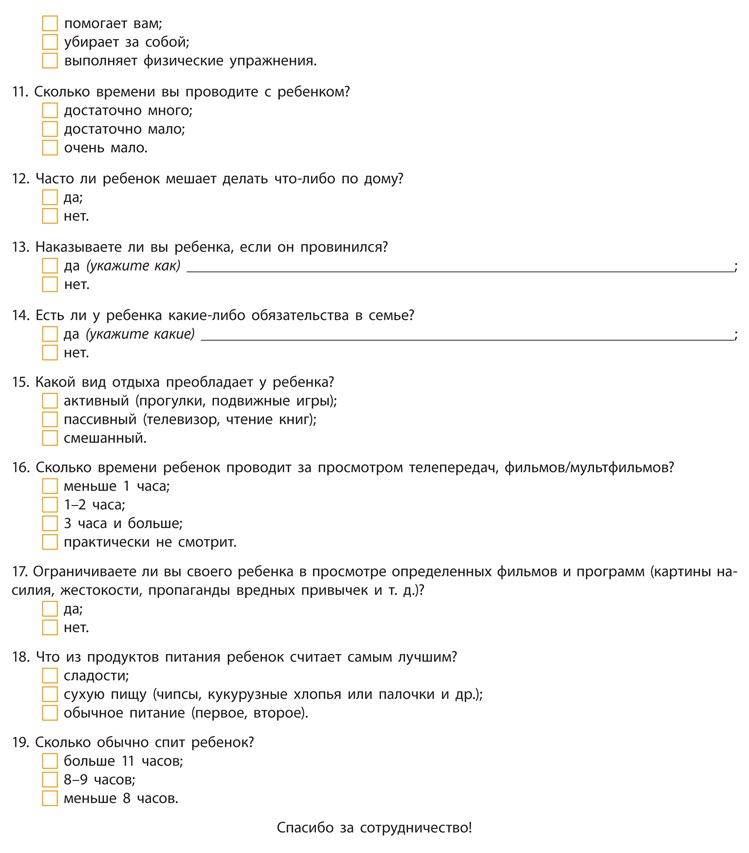 помогает вам;
убирает за собой;
выполняет физические упражнения.
11. Сколько времени вы проводите с ребенком?
достаточно много;
достаточно мало;
очень мало.
12. Часто ли ребенок мешает делать что-либо по дому?
да;
нет.
13. Наказываете ли вы ребенка, если он провинился?
да (укажите как) ;
нет.
14. Есть ли у ребенка какие-либо обязательства в семье?
да (укажите какие) ;
нет.
15. Какой вид отдыха преобладает у ребенка?
активный (прогулки, подвижные игры);
пассивный (телевизор, чтение книг);
смешанный.
16. Сколько времени ребенок проводит за просмотром телепередач, фильмов/мультфильмов?
меньше 1 часа;
1–2 часа;
3 часа и больше;
практически не смотрит.
17. Ограничиваете ли вы своего ребенка в просмотре определенных фильмов и программ (картины на-
силия, жестокости, пропаганды вредных привычек и т. д.)?
да;
нет.
18. Что из продуктов питания ребенок считает самым лучшим?
сладости;
сухую пищу (чипсы, кукурузные хлопья или палочки и др.);
обычное питание (первое, второе).
19. Сколько обычно спит ребенок?
больше 11 часов;
8–9 часов;
меньше 8 часов.
Спасибо за сотрудничество!